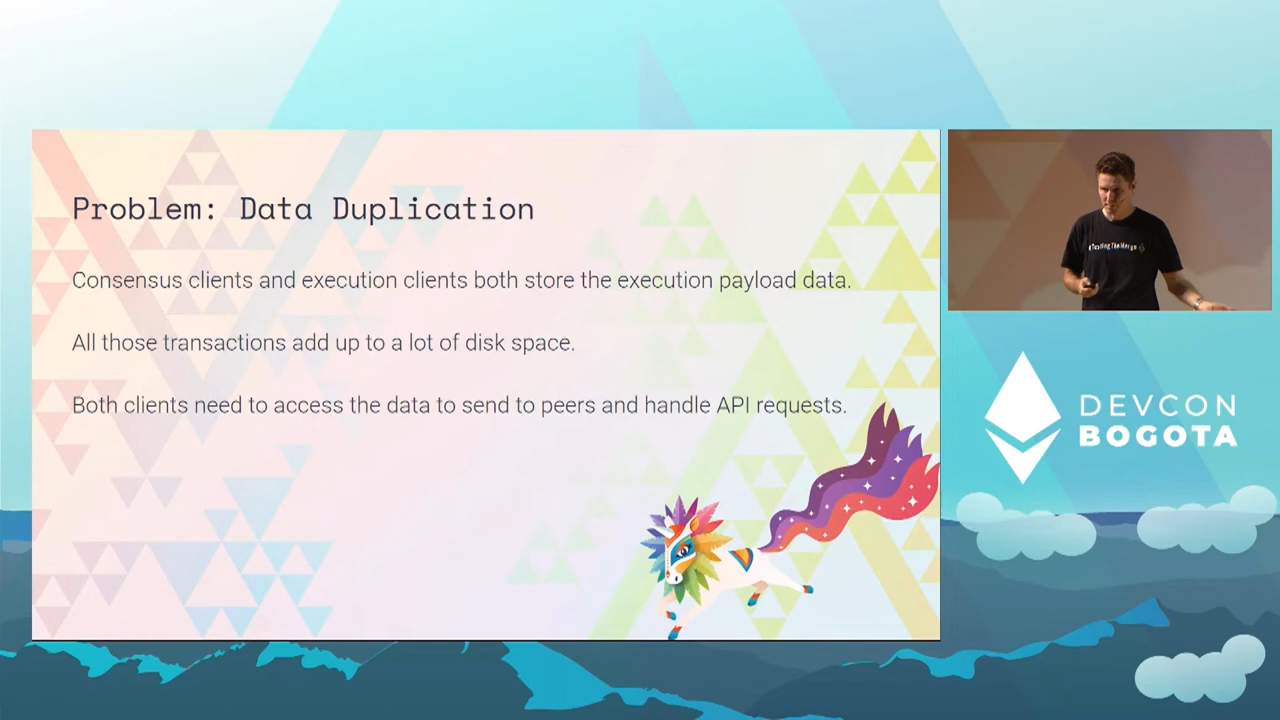 Problem: Data Duplication
Consensus clients and execution clients both store the execution payload data.
All those transactions add up to a lot of disk space.
Both clients need to access the data to send to peers and handle API requests.
#TestingTheMerge
DEVCON
BOGOTA